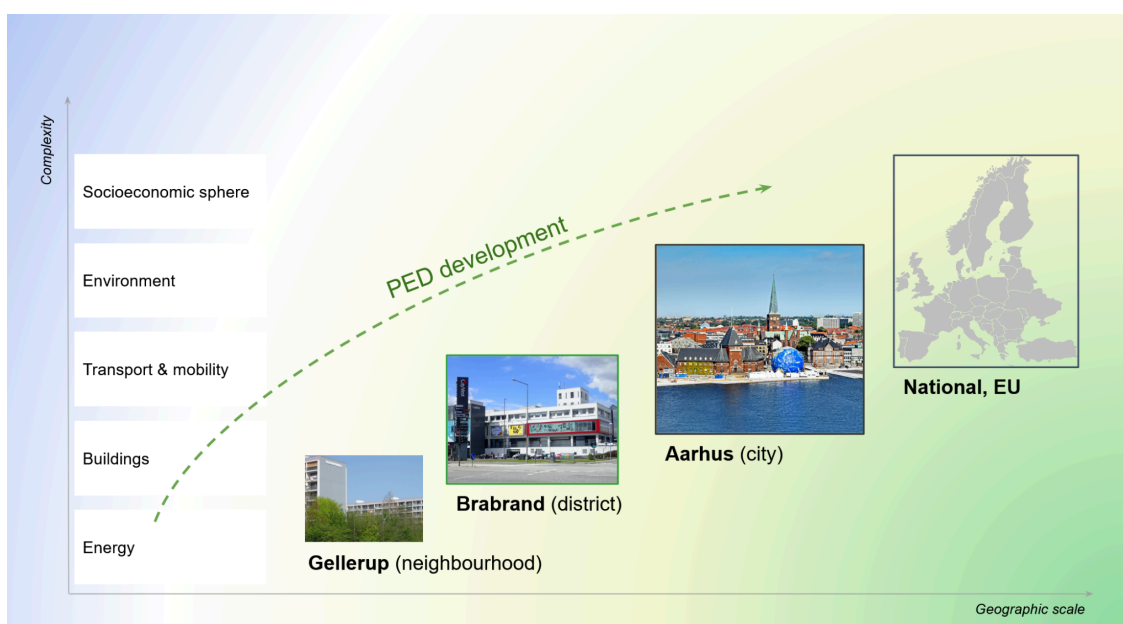 Complexity
Socioeconomic sphere
Environment
Transport & mobility
Buildings
Energy
PED development
Gellerup (neighbourhood)
Brabrand (district)
Aarhus (city)
National, EU
Geographic scale